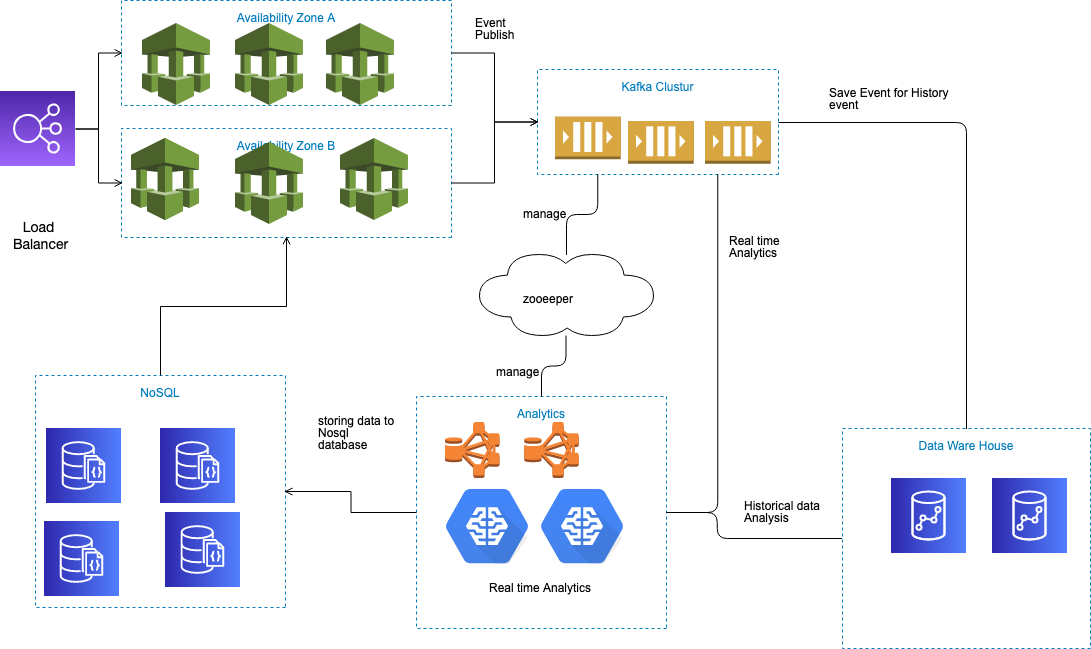 Availability Zone A
Event
Publish
Kafka Clustur
Save Event for History
event
Availability Zone B
Load
Balancer
manage
Real time
Analytics
zooeeper
manage
NoSQL
storing data to
Nosql
database
Analytics
Data Ware House
Historical data
Analysis
Real time Analytics